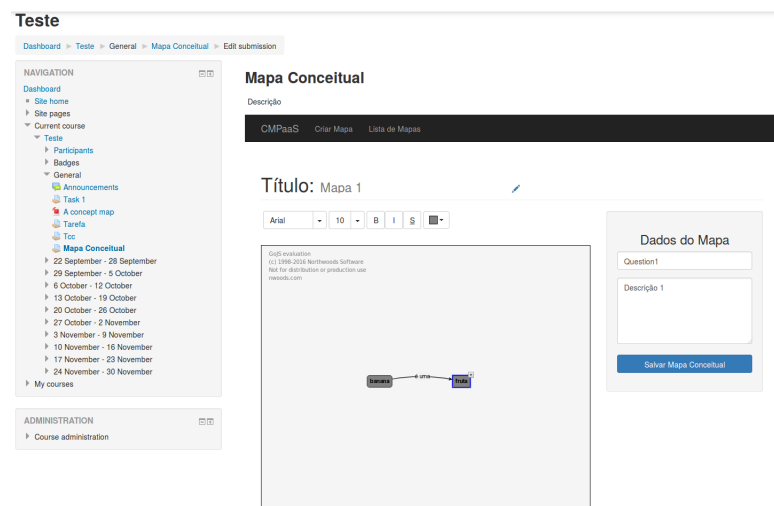 Teste
Dashboard Teste General Mapa Conceitual Edit submission
NAVIGATION
Dashboard
Site home
Site pages
Current course
Teste
Participants
Badges
General
Announcements
Task 1
A concept map
Tarefa
Tcc
Mapa Conceitual
22 September - 28 September
29 September - 5 October
6 October - 12 October
13 October - 19 October
20 October - 26 October
27 October - 2 November
3 November - 9 November
10 November - 16 November
17 November - 23 November
24 November - 30 November
My courses
ADMINISTRATION
Course administration
Mapa Conceitual
Descrição
CMPaaS Criar Mapa Lista de Mapas
Título: Mapa 1
Arial 10 B I S
GoJS evaluation
(c) 1998-2016 Northwoods Software
Not for distribution or production use
nwoods.com
banana é uma fruta
Dados do Mapa
Question1
Descrição 1
Salvar Mapa Conceitual